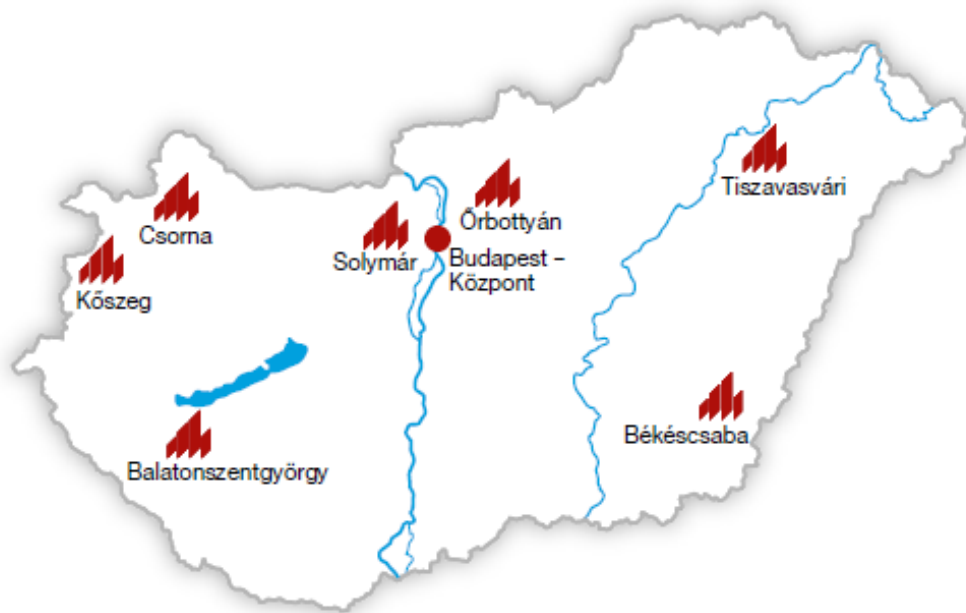 Tiszavasvári
Őrbottyán
Csorna
Solymár
Budapest –
Központ
Kőszeg
Békéscsaba
Balatonszentgyörgy